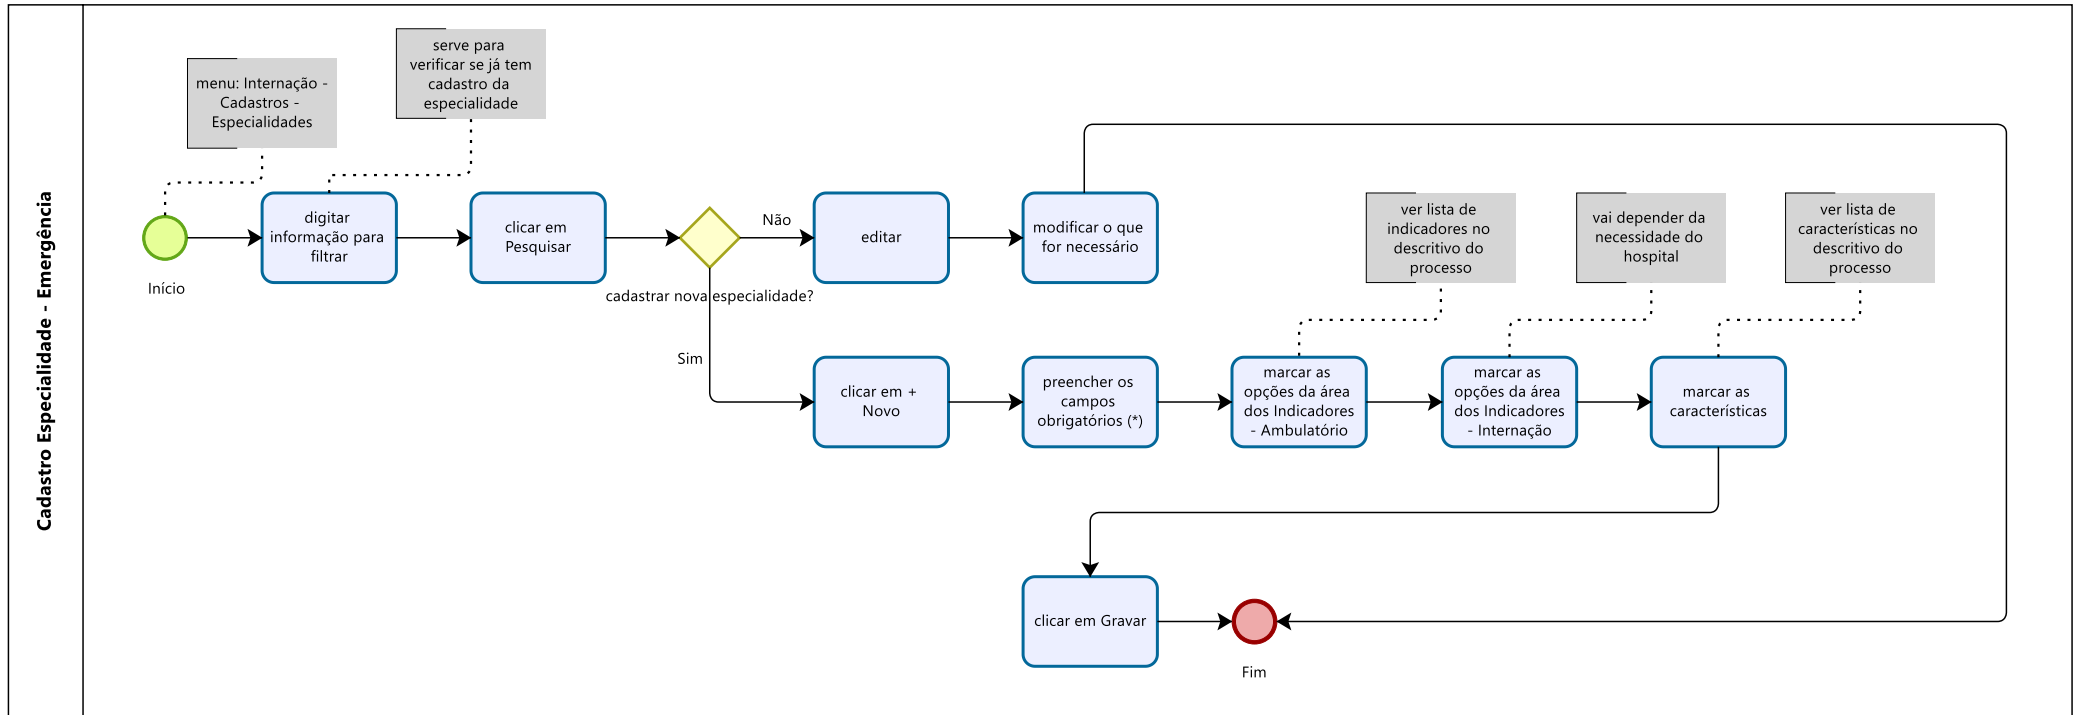 Cadastro Especialidade - Emergência
menu: Internação -
Cadastros -
Especialidades
serve para
verificar se já tem
cadastro da
especialidade
Início
digitar
informação para
filtrar
clicar em
Pesquisar
cadastrar nova especialidade?
Não
editar
modificar o que
for necessário
Sim
clicar em +
Novo
preencher os
campos
obrigatórios (*)
ver lista de
indicadores no
descritivo do
processo
marcar as
opções da área
dos Indicadores
- Ambulatório
vai depender da
necessidade do
hospital
marcar as
opções da área
dos Indicadores
- Internação
ver lista de
características no
descritivo do
processo
marcar as
características
clicar em Gravar
Fim